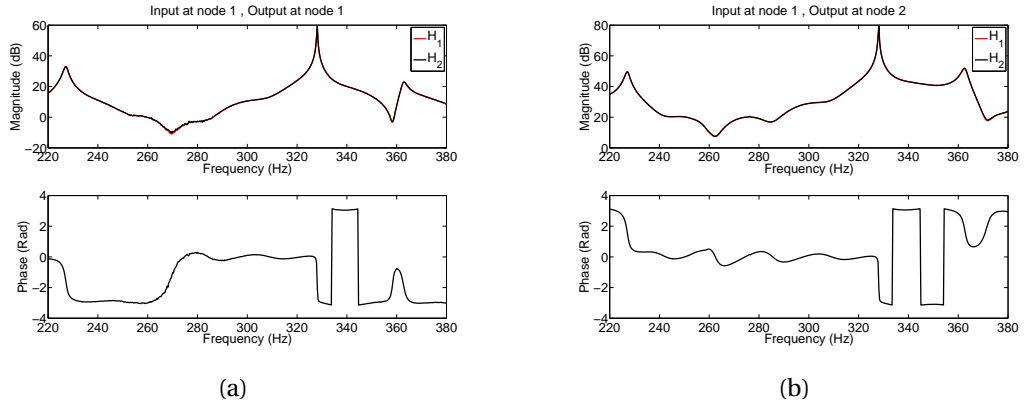 Input at node 1 , Output at node 1
60
40
20
0
−20
Magnitude (dB)
H1
H2
220 240 260 280 300 320 340 360 380
Frequency (Hz)
4
2
0
−2
−4
Phase (Rad)
220 240 260 280 300 320 340 360 380
Frequency (Hz)
(a)
Input at node 1 , Output at node 2
80
60
40
20
0
Magnitude (dB)
H1
H2
220 240 260 280 300 320 340 360 380
Frequency (Hz)
4
2
0
−2
−4
Phase (Rad)
220 240 260 280 300 320 340 360 380
Frequency (Hz)
(b)